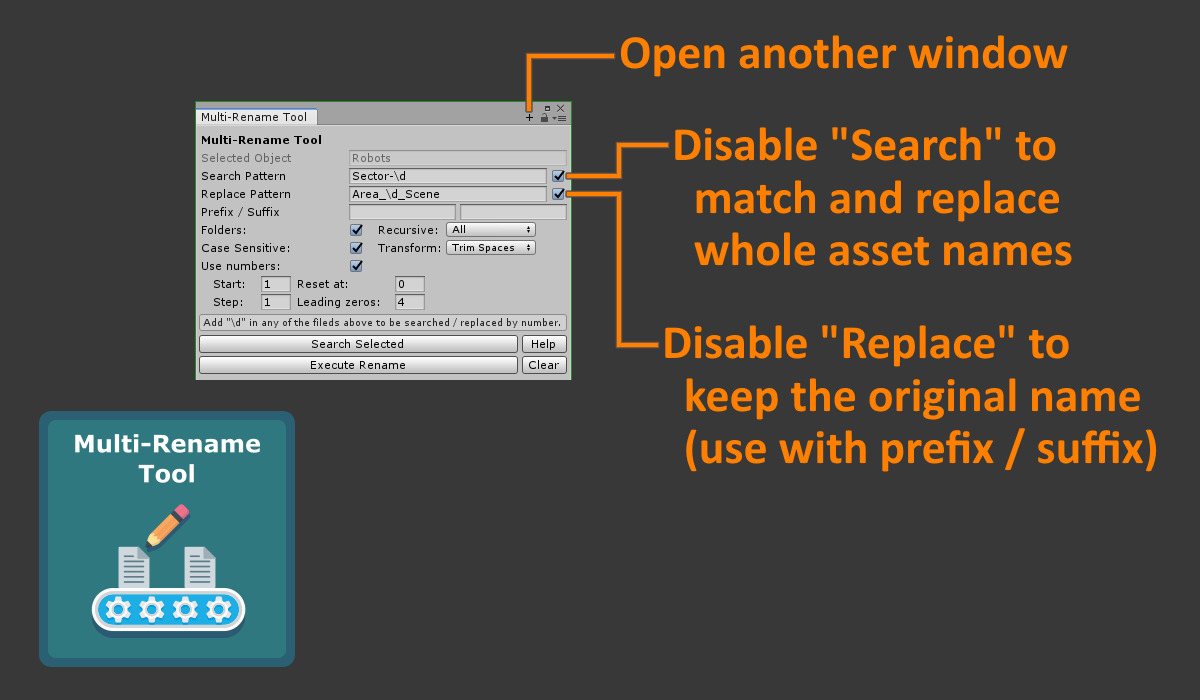 Open another window
Multi-Rename Tool
Multi-Rename Tool
Selected Object Robots
Search Pattern Sector-\d
Replace Pattern Area_\d_Scene
Prefix / Suffix
Folders: Recursive: All
Case Sensitive: Transform: Trim Spaces
Use numbers:
Start: 1 Reset at: 0
Step: 1 Leading zeros: 4
Add "\d" in any of the fileds above to be searched / replaced by number.
Search Selected Help
Execute Rename Clear
Disable "Search" to
match and replace
whole asset names
Disable "Replace" to
keep the original name
(use with prefix / suffix)
Multi-Rename
Tool